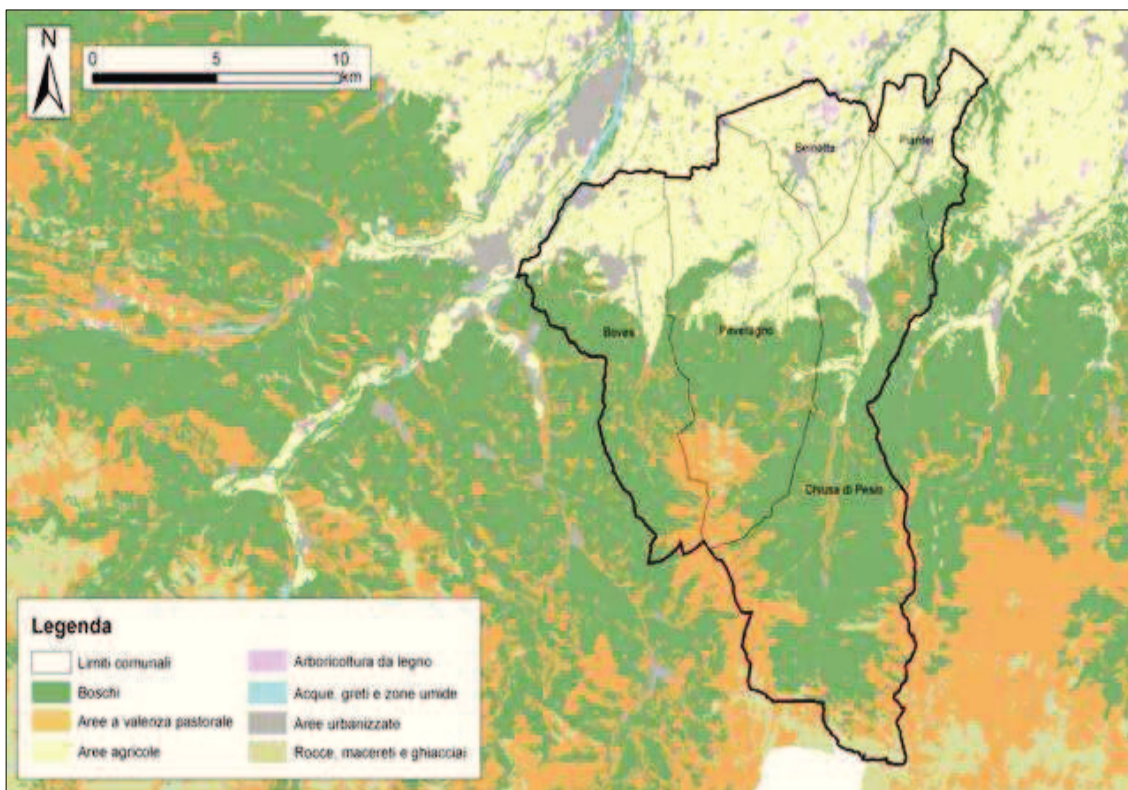 N
0 5 10
km
Beinette
Pianfei
Boves
Peveragno
Chiusa di Pesio
Legenda
Limiti comunali
Boschi
Aree a valenza pastorale
Aree agricole
Arboricoltura da legno
Acque, greti e zone umide
Aree urbanizzate
Rocce, macereti e ghiacciai